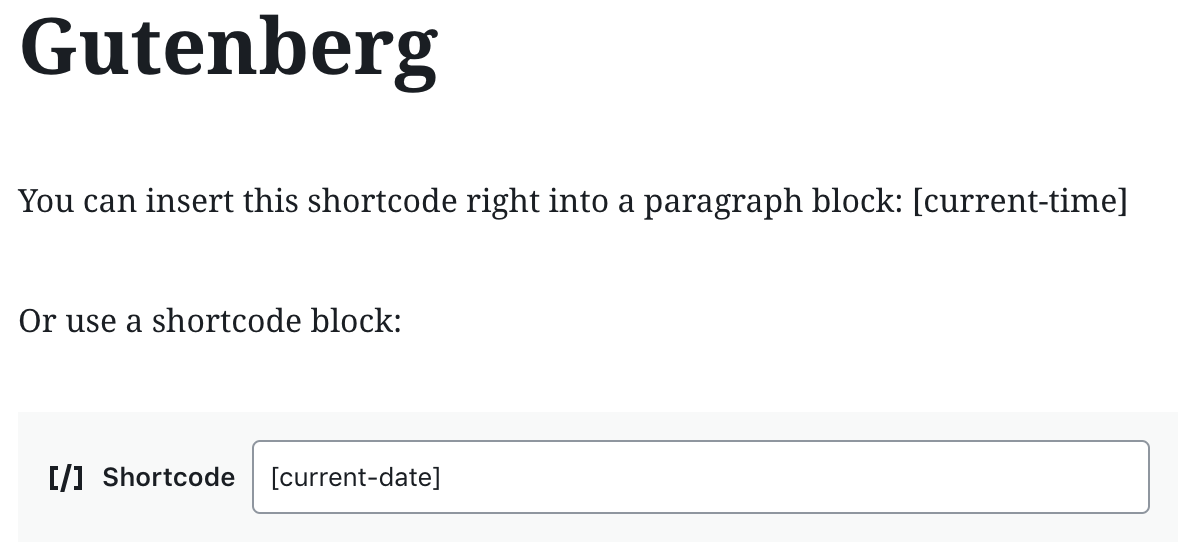 Gutenberg
You can insert this shortcode right into a paragraph block: [current-time]
Or use a shortcode block:
[/] Shortcode [current-date]